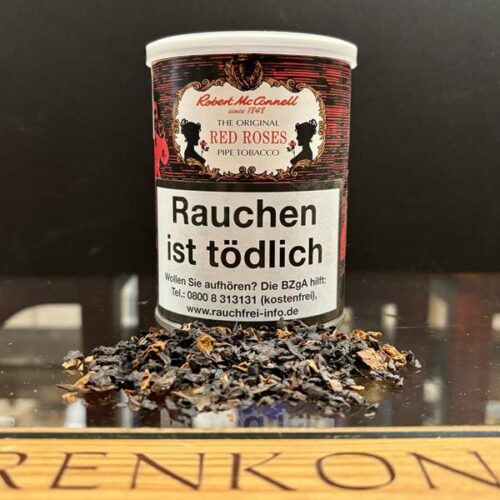 Robert McConnell
since 1848
THE ORIGINAL
RED ROSES
PIPE TOBACCO
Rauchen
ist tödlich
Wollen Sie aufhören? Die BZgA hilft:
Tel.: 0800 8 313131 (kostenfrei),
www.rauchfrei-info.de
RENKON